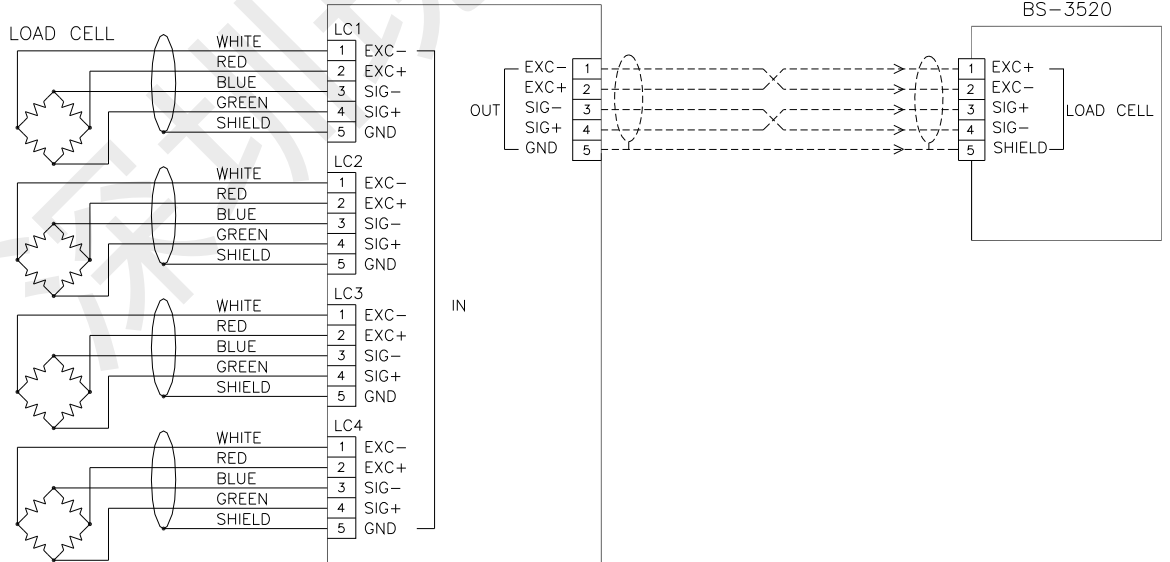 LOAD CELL
LC1
WHITE 1 EXC-
RED 2 EXC+
BLUE 3 SIG-
GREEN 4 SIG+
SHIELD 5 GND
LC2
WHITE 1 EXC-
RED 2 EXC+
BLUE 3 SIG-
GREEN 4 SIG+
SHIELD 5 GND
LC3
WHITE 1 EXC-
RED 2 EXC+
BLUE 3 SIG-
GREEN 4 SIG+
SHIELD 5 GND
LC4
WHITE 1 EXC-
RED 2 EXC+
BLUE 3 SIG-
GREEN 4 SIG+
SHIELD 5 GND
IN
OUT
EXC- 1
EXC+ 2
SIG- 3
SIG+ 4
GND 5
BS-3520
1 EXC+
2 EXC-
3 SIG+
4 SIG-
5 SHIELD
LOAD CELL
深圳